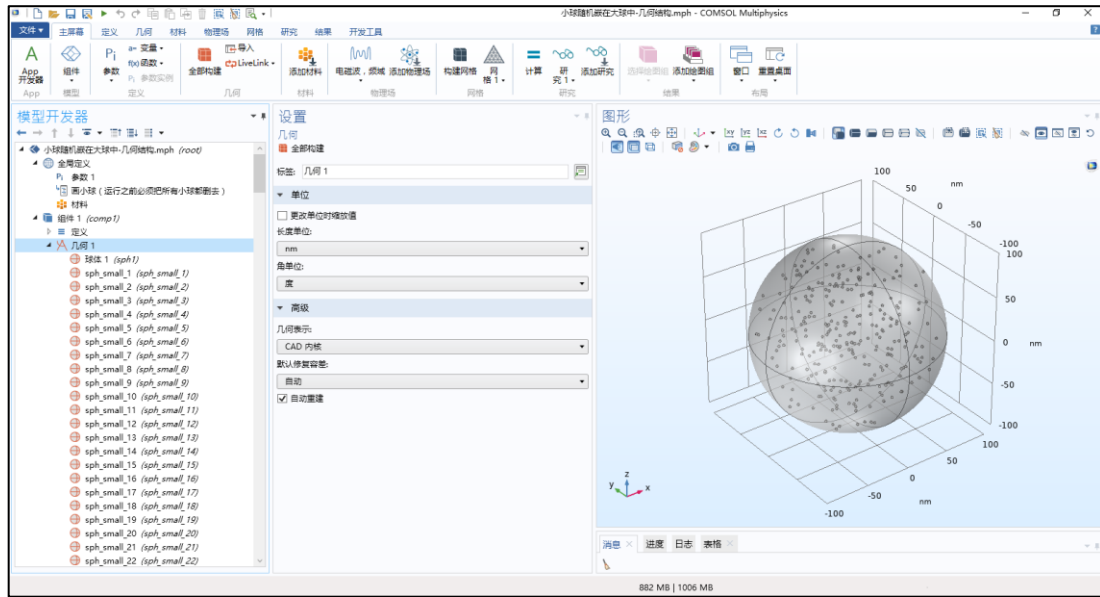 小球随机嵌在大球中-几何结构.mph - COMSOL Multiphysics
文件 主屏幕 定义 几何 材料 物理场 网格 研究 结果 开发工具
App 开发器
组件
Pi 参数
a= 变量
f(x) 函数
Pi 参数实例
全部构建
导入
LiveLink
添加材料
电磁波，频域
添加物理场
构建网格
网格 1
计算
研究 1
添加研究
选择绘图组
添加绘图组
窗口
重置桌面
App 模型 定义 几何 材料 物理场 网格 研究 结果 布局
模型开发器
小球随机嵌在大球中-几何结构.mph (root)
全局定义
Pi 参数 1
画小球（运行之前必须把所有小球都删去）
材料
组件 1 (comp1)
定义
几何 1
球体 1 (sph1)
sph_small_1 (sph_small_1)
sph_small_2 (sph_small_2)
sph_small_3 (sph_small_3)
sph_small_4 (sph_small_4)
sph_small_5 (sph_small_5)
sph_small_6 (sph_small_6)
sph_small_7 (sph_small_7)
sph_small_8 (sph_small_8)
sph_small_9 (sph_small_9)
sph_small_10 (sph_small_10)
sph_small_11 (sph_small_11)
sph_small_12 (sph_small_12)
sph_small_13 (sph_small_13)
sph_small_14 (sph_small_14)
sph_small_15 (sph_small_15)
sph_small_16 (sph_small_16)
sph_small_17 (sph_small_17)
sph_small_18 (sph_small_18)
sph_small_19 (sph_small_19)
sph_small_20 (sph_small_20)
sph_small_21 (sph_small_21)
sph_small_22 (sph_small_22)
设置
几何
全部构建
标签: 几何 1
单位
更改单位时缩放值
长度单位:
nm
角单位:
度
高级
几何表示:
CAD 内核
默认修复容差:
自动
自动重建
图形
xy yz xz
100
50
nm
0
-50
-100
100
50
0
nm
-50
-100
100
50
0
nm
-50
-100
z
y
x
消息 进度 日志 表格
882 MB | 1006 MB